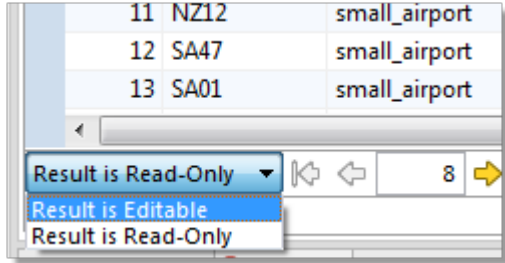 11 NZ12 small_airport
12 SA47 small_airport
13 SA01 small_airport
Result is Read-Only 8
Result is Editable
Result is Read-Only